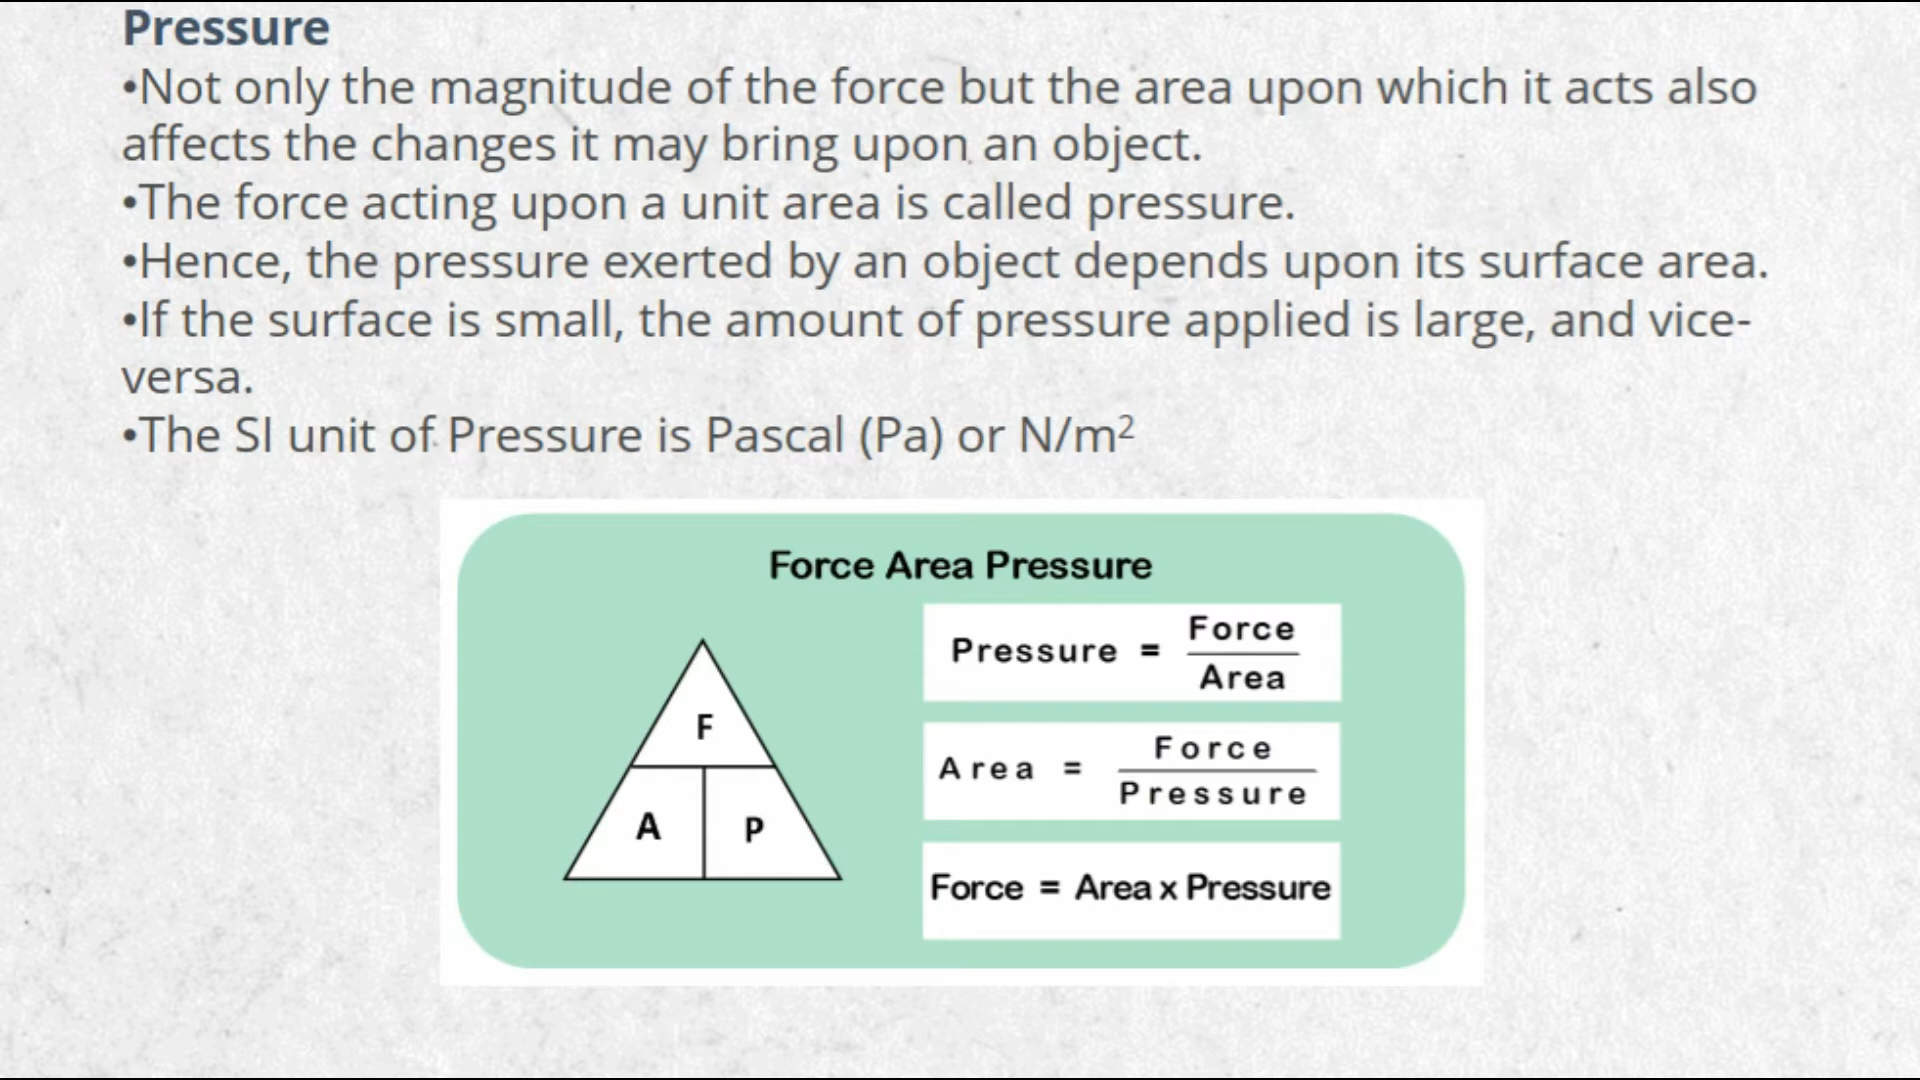 Pressure
•Not only the magnitude of the force but the area upon which it acts also
affects the changes it may bring upon an object.
•The force acting upon a unit area is called pressure.
•Hence, the pressure exerted by an object depends upon its surface area.
•If the surface is small, the amount of pressure applied is large, and vice-
versa.
•The SI unit of Pressure is Pascal (Pa) or N/m²
Force Area Pressure
F
A P
Pressure = Force
Area
Area = Force
Pressure
Force = Area x Pressure